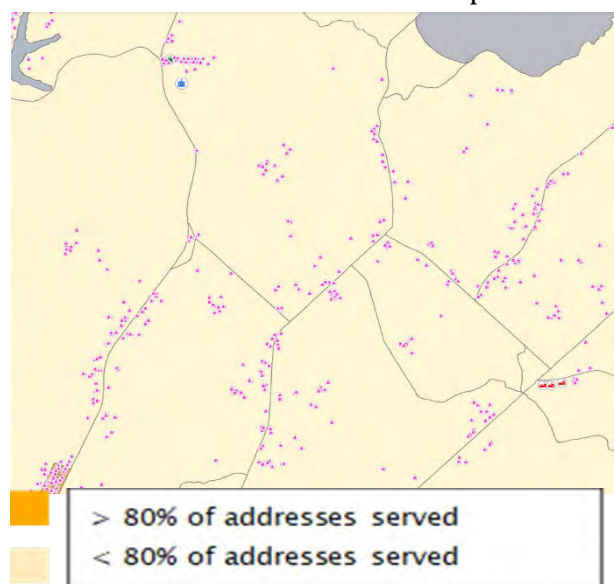 > 80% of addresses served
< 80% of addresses served